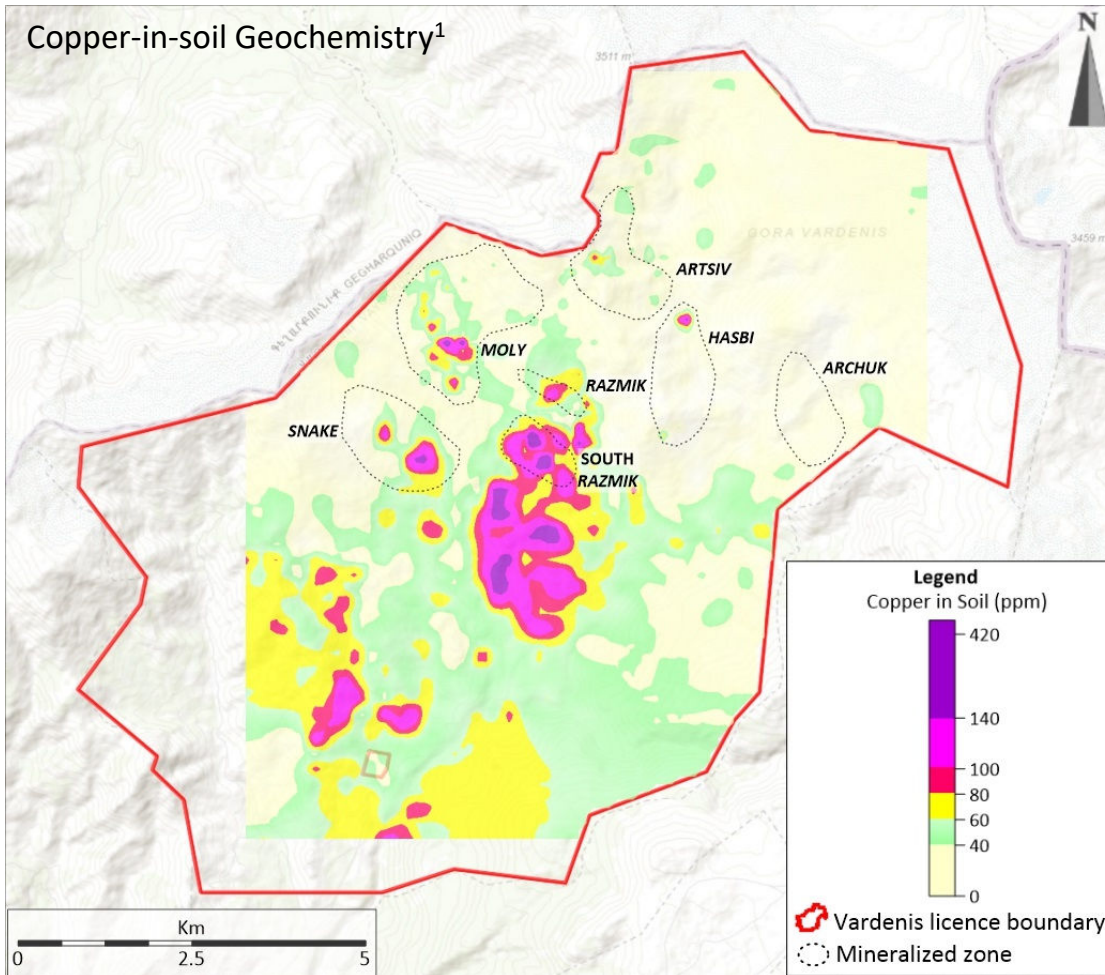 Copper-in-soil Geochemistry¹
N
3511 m
GORA VARDENIS
3459 m
ԳԵՂԱՐՔՈՒՆԻՔ GEGHARQUNIQ
ARTSIV
HASBI
MOLY
ARCHUK
RAZMIK
SNAKE
SOUTH
RAZMIK
Legend
Copper in Soil (ppm)
420
140
100
80
60
40
0
Vardenis licence boundary
Mineralized zone
Km
0
2.5
5